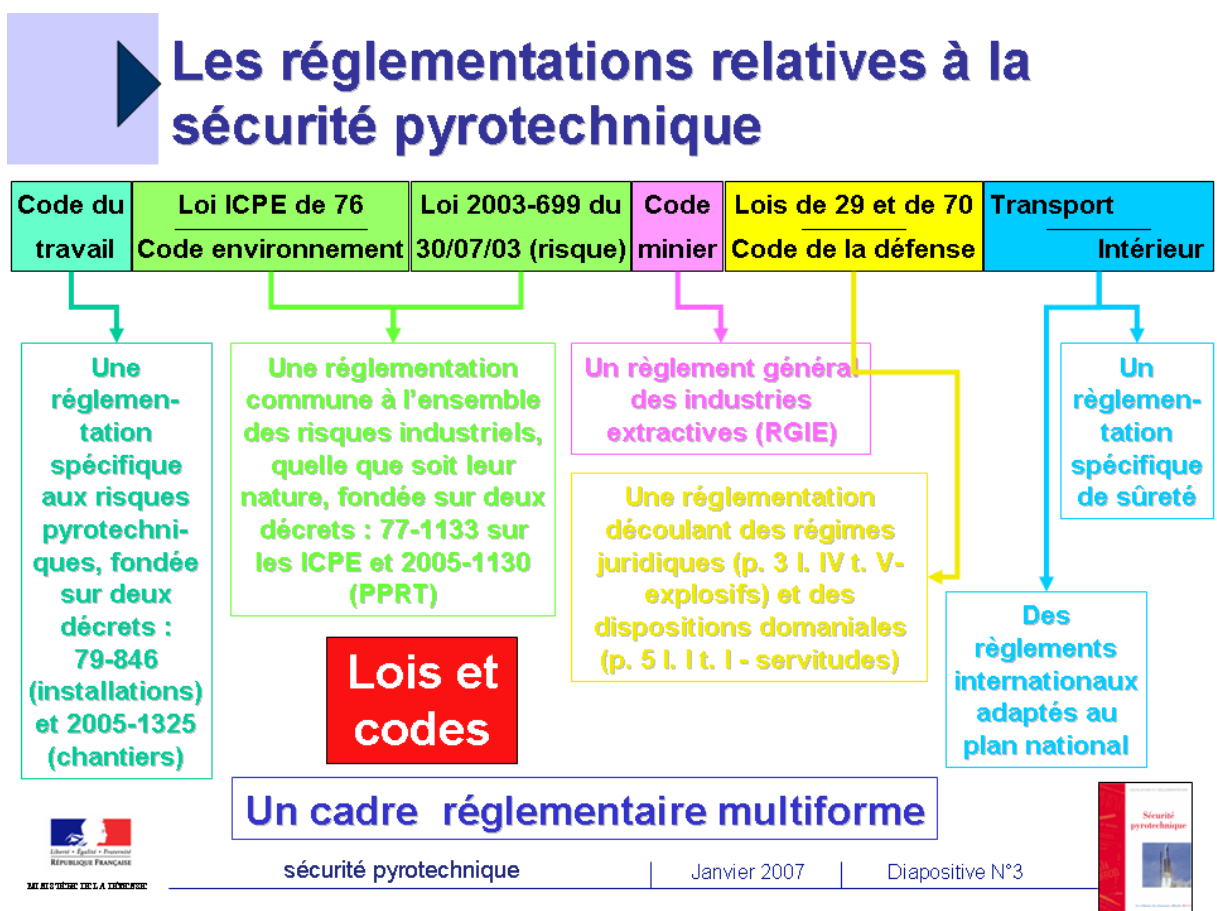 Les réglementations relatives à la
sécurité pyrotechnique
Code du
travail
Loi ICPE de 76
Code environnement
Loi 2003-699 du
30/07/03 (risque)
Code
minier
Lois de 29 et de 70
Code de la défense
Transport
Intérieur
Une
réglemen-
tation
spécifique
aux risques
pyrotechni-
ques, fondée
sur deux
décrets :
79-846
(installations)
et 2005-1325
(chantiers)
Une réglementation
commune à l'ensemble
des risques industriels,
quelle que soit leur
nature, fondée sur deux
décrets : 77-1133 sur
les ICPE et 2005-1130
(PPRT)
Un règlement général
des industries
extractives (RGIE)
Une réglementation
découlant des régimes
juridiques (p. 3 l. IV t. V-
explosifs) et des
dispositions domaniales
(p. 5 l. I t. I - servitudes)
Un
règlemen-
tation
spécifique
de sûreté
Des
règlements
internationaux
adaptés au
plan national
Lois et
codes
Un cadre réglementaire multiforme
Liberté • Égalité • Fraternité
RÉPUBLIQUE FRANÇAISE
MINISTÈRE DE LA DÉFENSE
sécurité pyrotechnique
Janvier 2007
Diapositive N°3
Sécurité
pyrotechnique